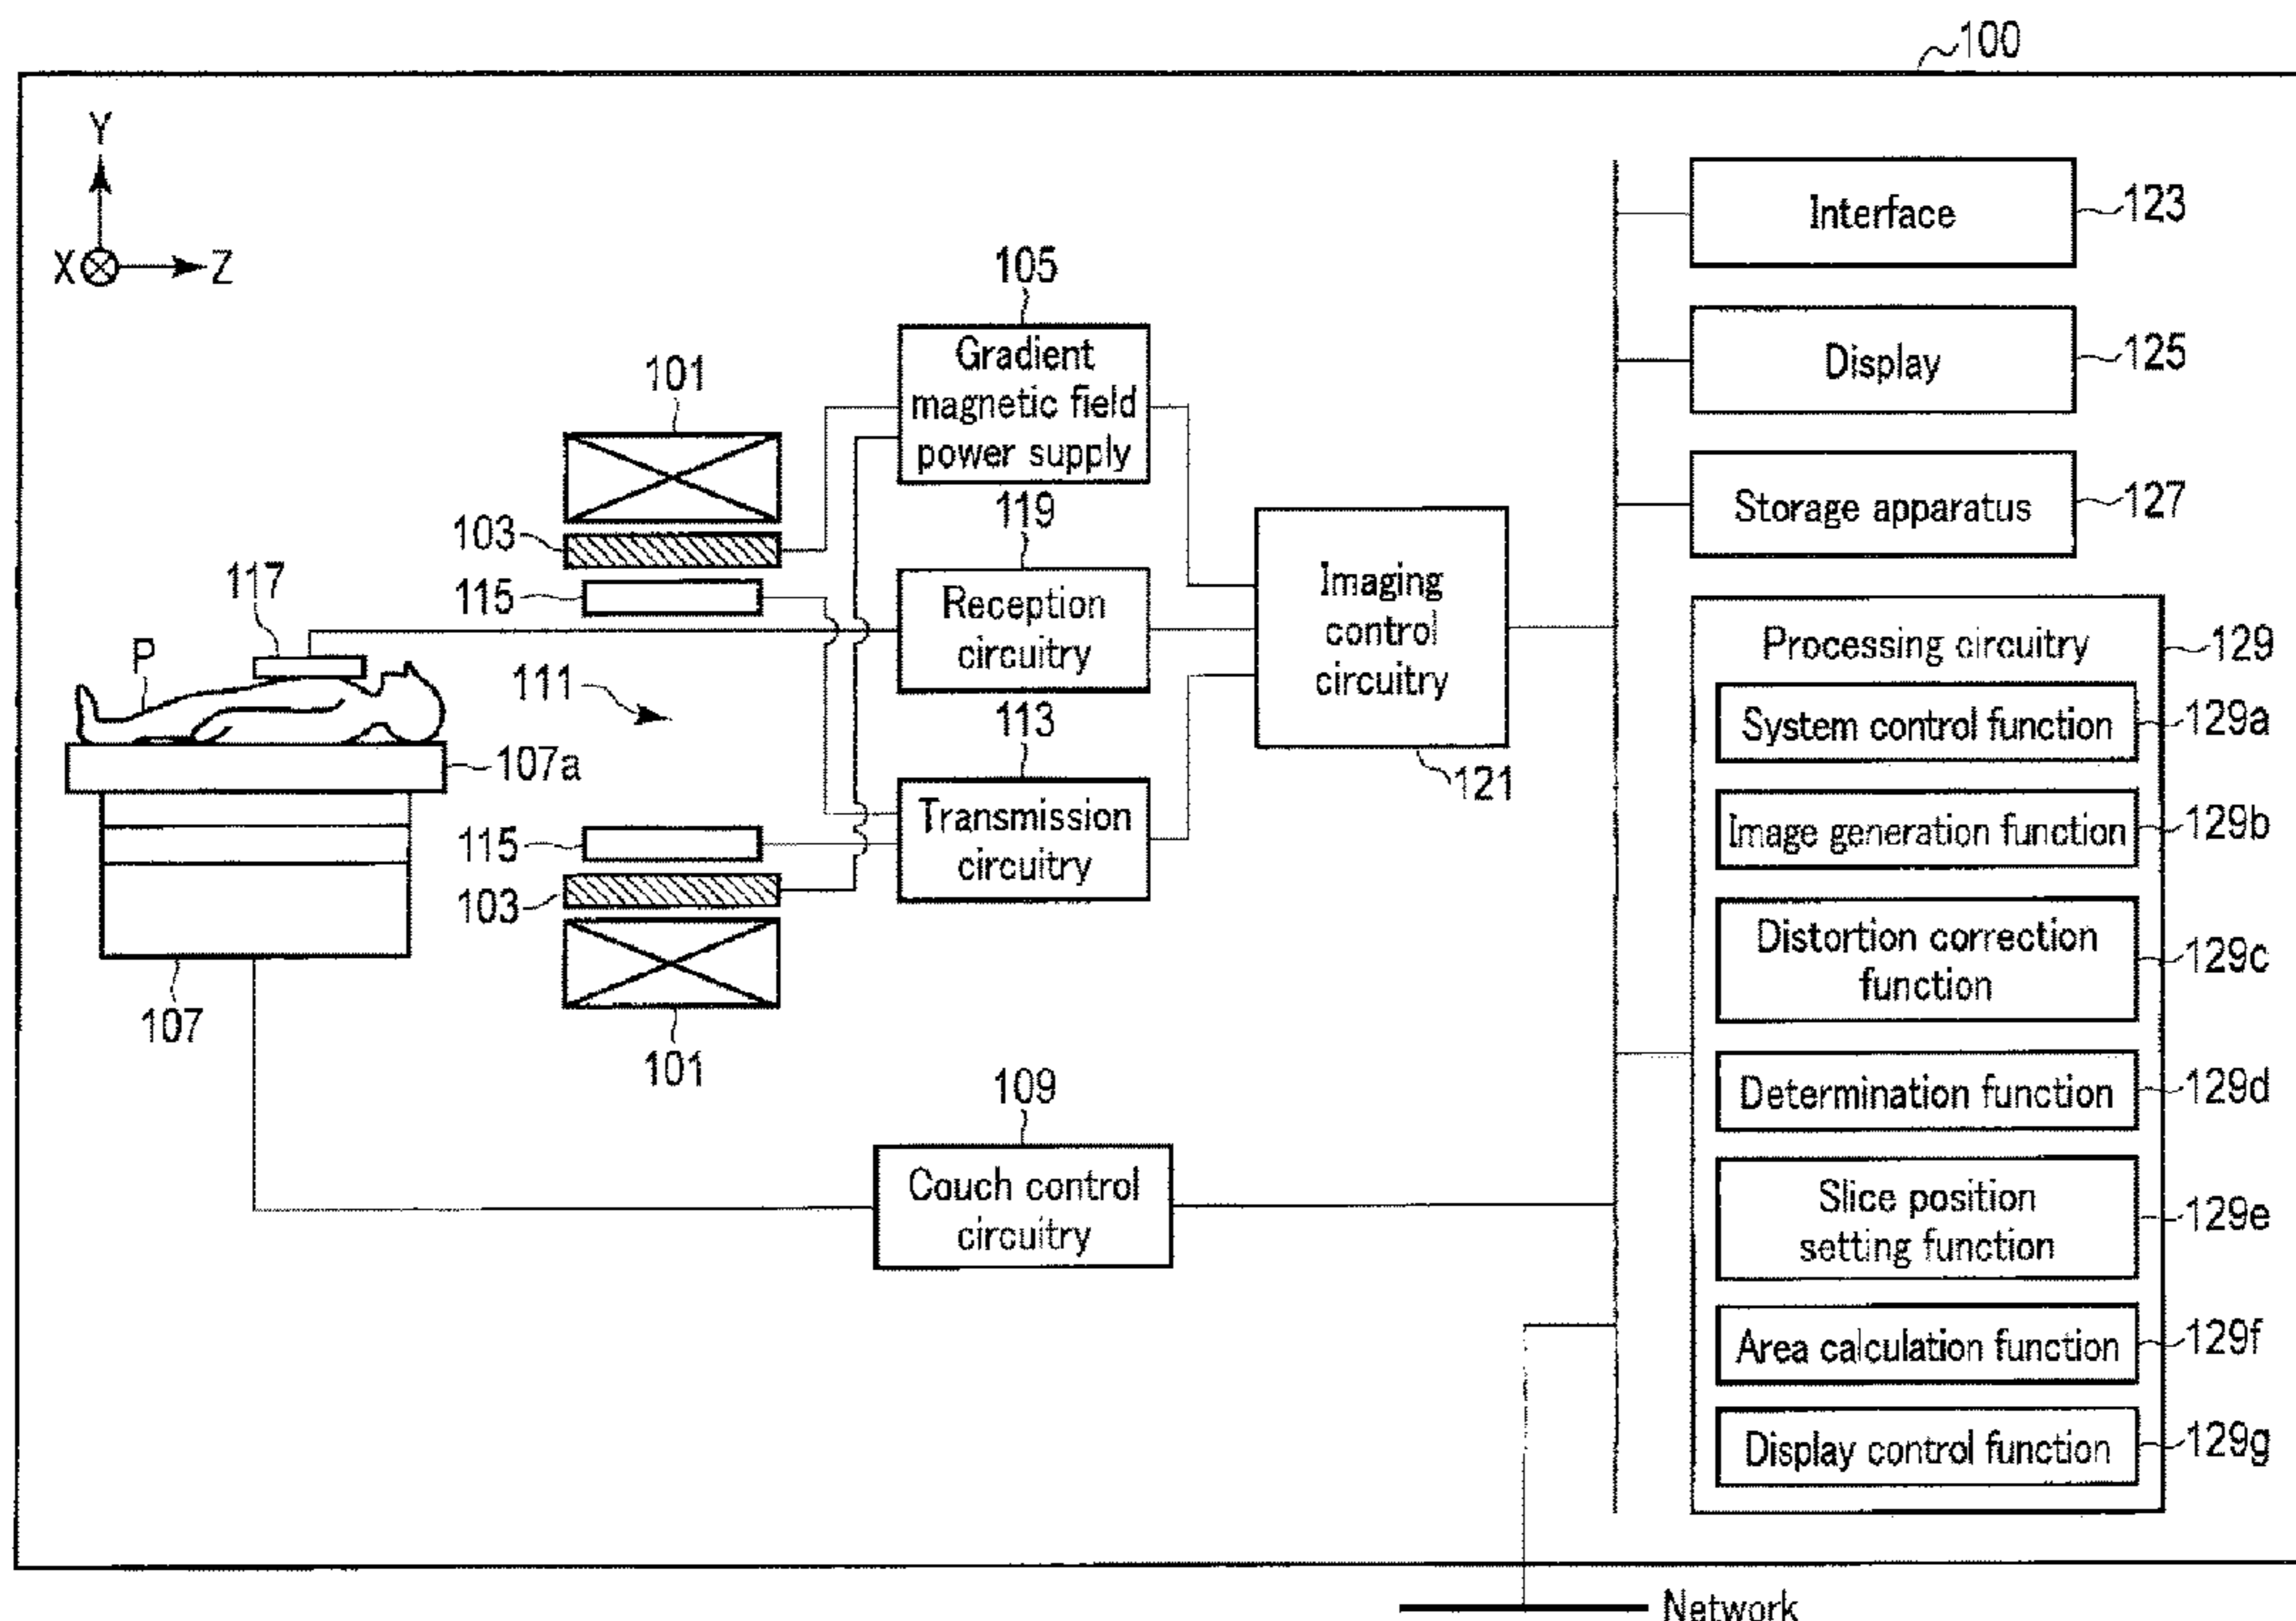 100
Y
X
Z
105
Gradient
magnetic field
power supply
101
103
115
117
P
111
107a
119
Reception
circuitry
113
Transmission
circuitry
115
103
101
107
Imaging
control
circuitry
121
109
Couch control
circuitry
Interface
123
Display
125
Storage apparatus
127
Processing circuitry
129
System control function
129a
Image generation function
129b
Distortion correction
function
129c
Determination function
129d
Slice position
setting function
129e
Area calculation function
129f
Display control function
129g
Network